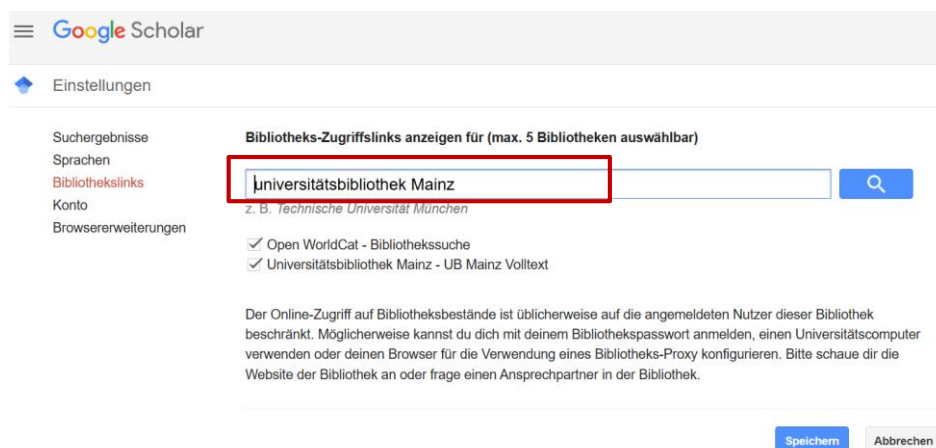 Google Scholar
Einstellungen
Suchergebnisse
Sprachen
Bibliothekslinks
Konto
Browsererweiterungen
Bibliotheks-Zugriffslinks anzeigen für (max. 5 Bibliotheken auswählbar)
universitätsbibliothek Mainz
z. B. Technische Universität München
Open WorldCat - Bibliothekssuche
Universitätsbibliothek Mainz - UB Mainz Volltext
Der Online-Zugriff auf Bibliotheksbestände ist üblicherweise auf die angemeldeten Nutzer dieser Bibliothek
beschränkt. Möglicherweise kannst du dich mit deinem Bibliothekspasswort anmelden, einen Universitätscomputer
verwenden oder deinen Browser für die Verwendung eines Bibliotheks-Proxy konfigurieren. Bitte schaue dir die
Website der Bibliothek an oder frage einen Ansprechpartner in der Bibliothek.
Speichern
Abbrechen